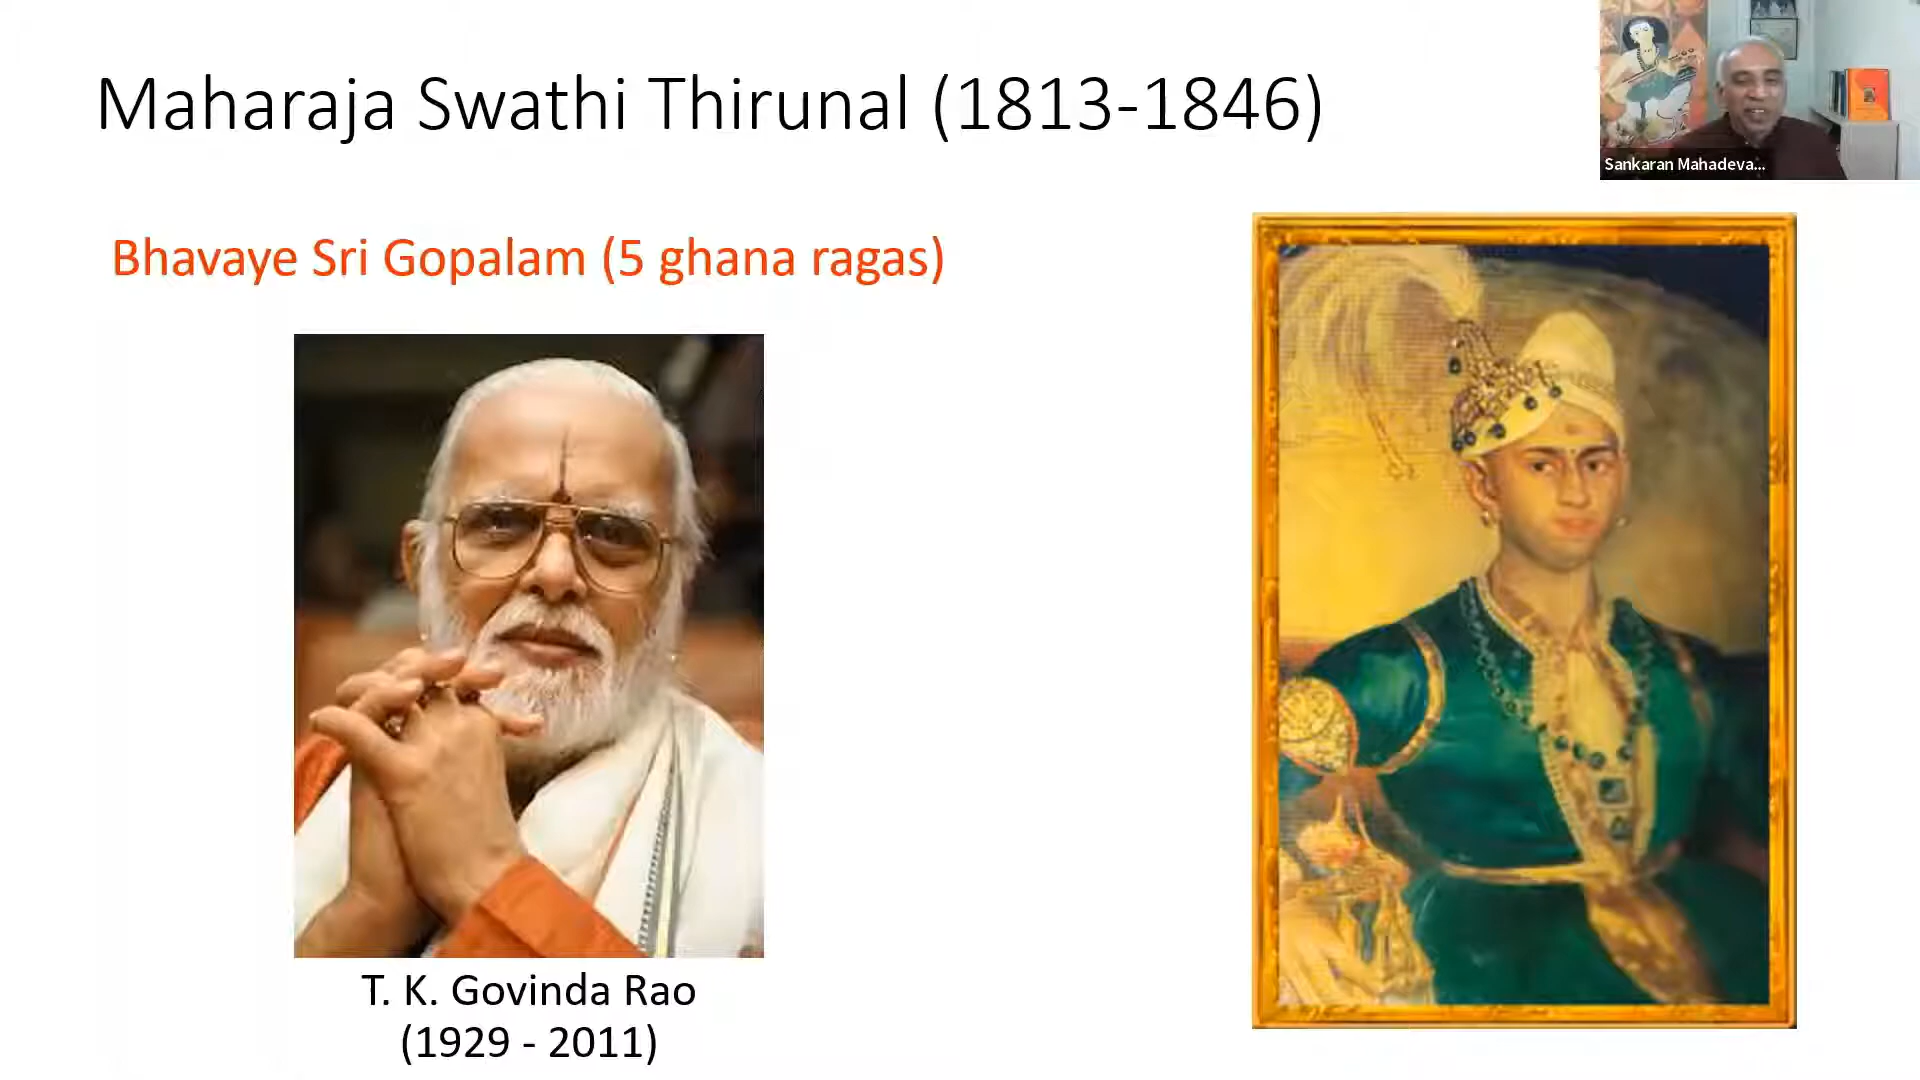 Maharaja Swathi Thirunal (1813-1846)
Sankaran Mahadeva...
Bhavaye Sri Gopalam (5 ghana ragas)
T. K. Govinda Rao
(1929 - 2011)